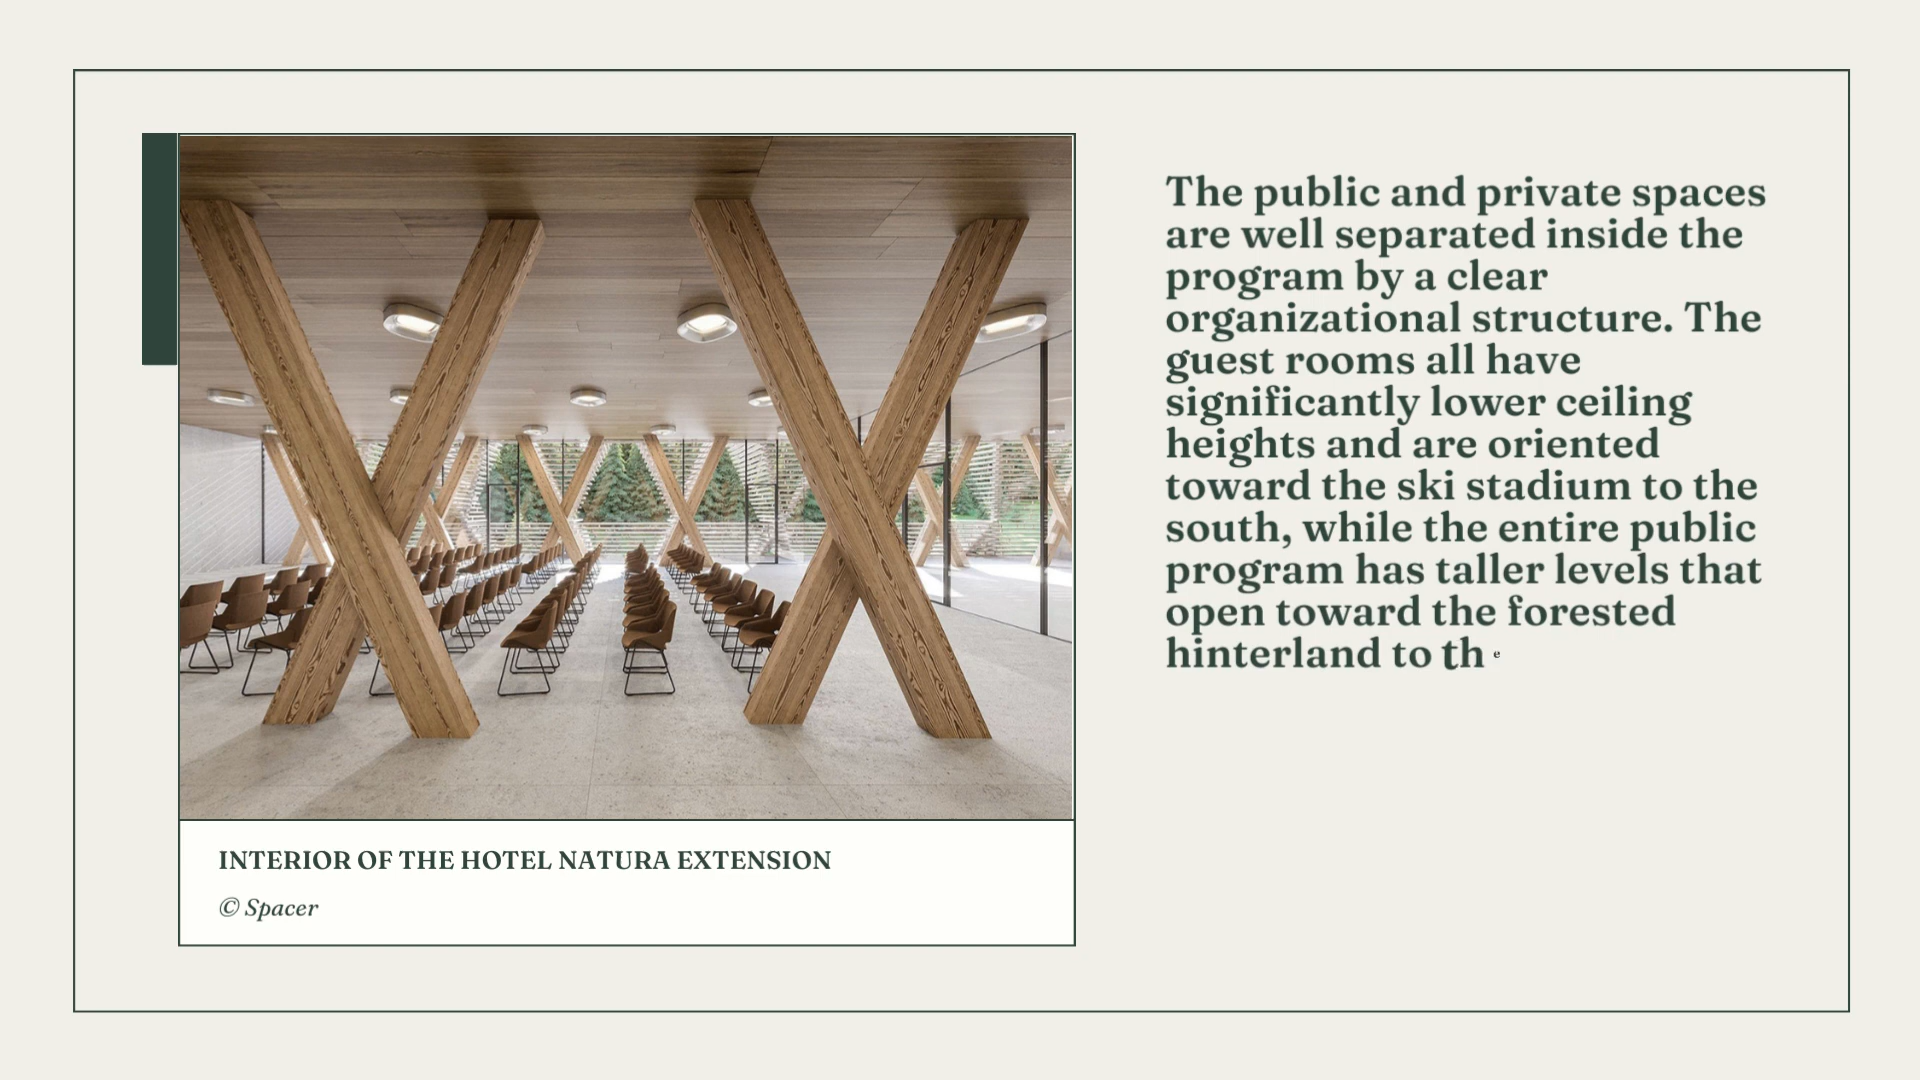 INTERIOR OF THE HOTEL NATURA EXTENSION
© Spacer
The public and private spaces
are well separated inside the
program by a clear
organizational structure. The
guest rooms all have
significantly lower ceiling
heights and are oriented
toward the ski stadium to the
south, while the entire public
program has taller levels that
open toward the forested
hinterland to the